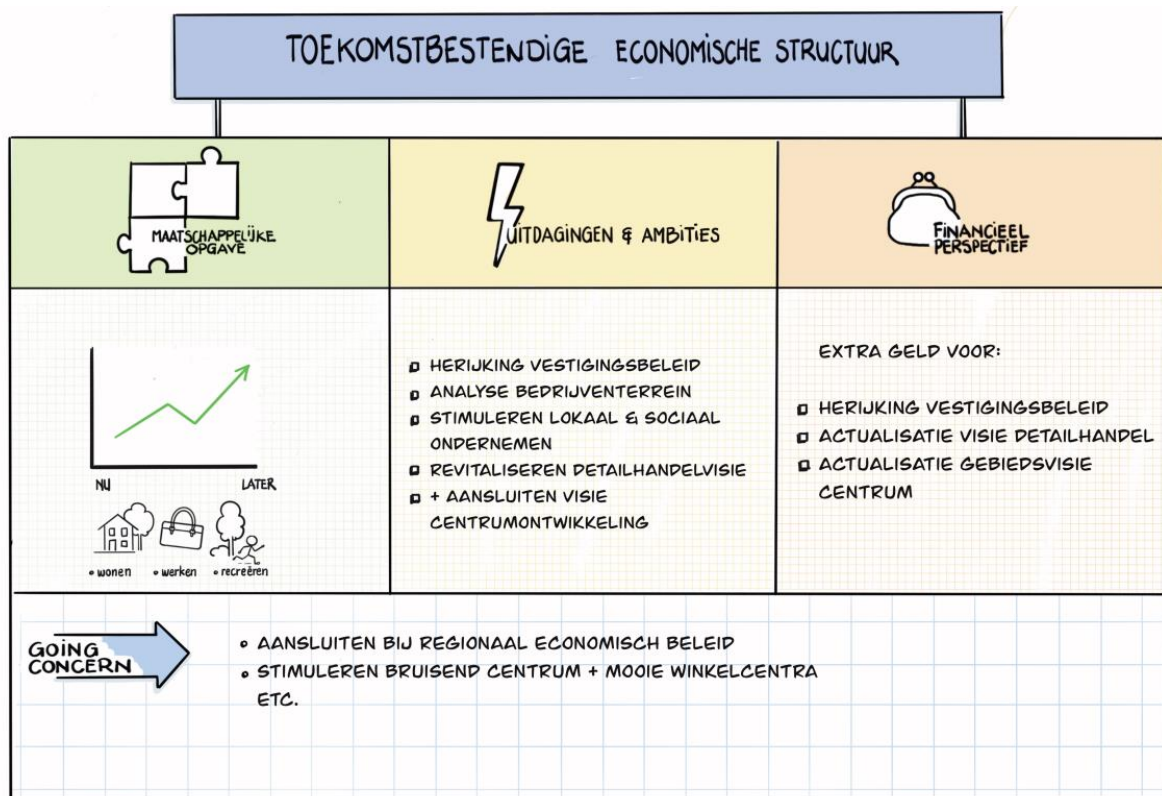 TOEKOMSTBESTENDIGE ECONOMISCHE STRUCTUUR
MAATSCHAPPELIJKE
OPGAVE
UITDAGINGEN & AMBITIES
FINANCIEEL
PERSPECTIEF
NU
LATER
• wonen • werken • recreëren
HERIJKING VESTIGINGSBELEID
ANALYSE BEDRIJVENTERREIN
STIMULEREN LOKAAL & SOCIAAL
ONDERNEMEN
REVITALISEREN DETAILHANDELVISIE
+ AANSLUITEN VISIE
CENTRUMONTWIKKELING
EXTRA GELD VOOR:
HERIJKING VESTIGINGSBELEID
ACTUALISATIE VISIE DETAILHANDEL
ACTUALISATIE GEBIEDSVISIE
CENTRUM
GOING
CONCERN
• AANSLUITEN BIJ REGIONAAL ECONOMISCH BELEID
• STIMULEREN BRUISEND CENTRUM + MOOIE WINKELCENTRA
ETC.